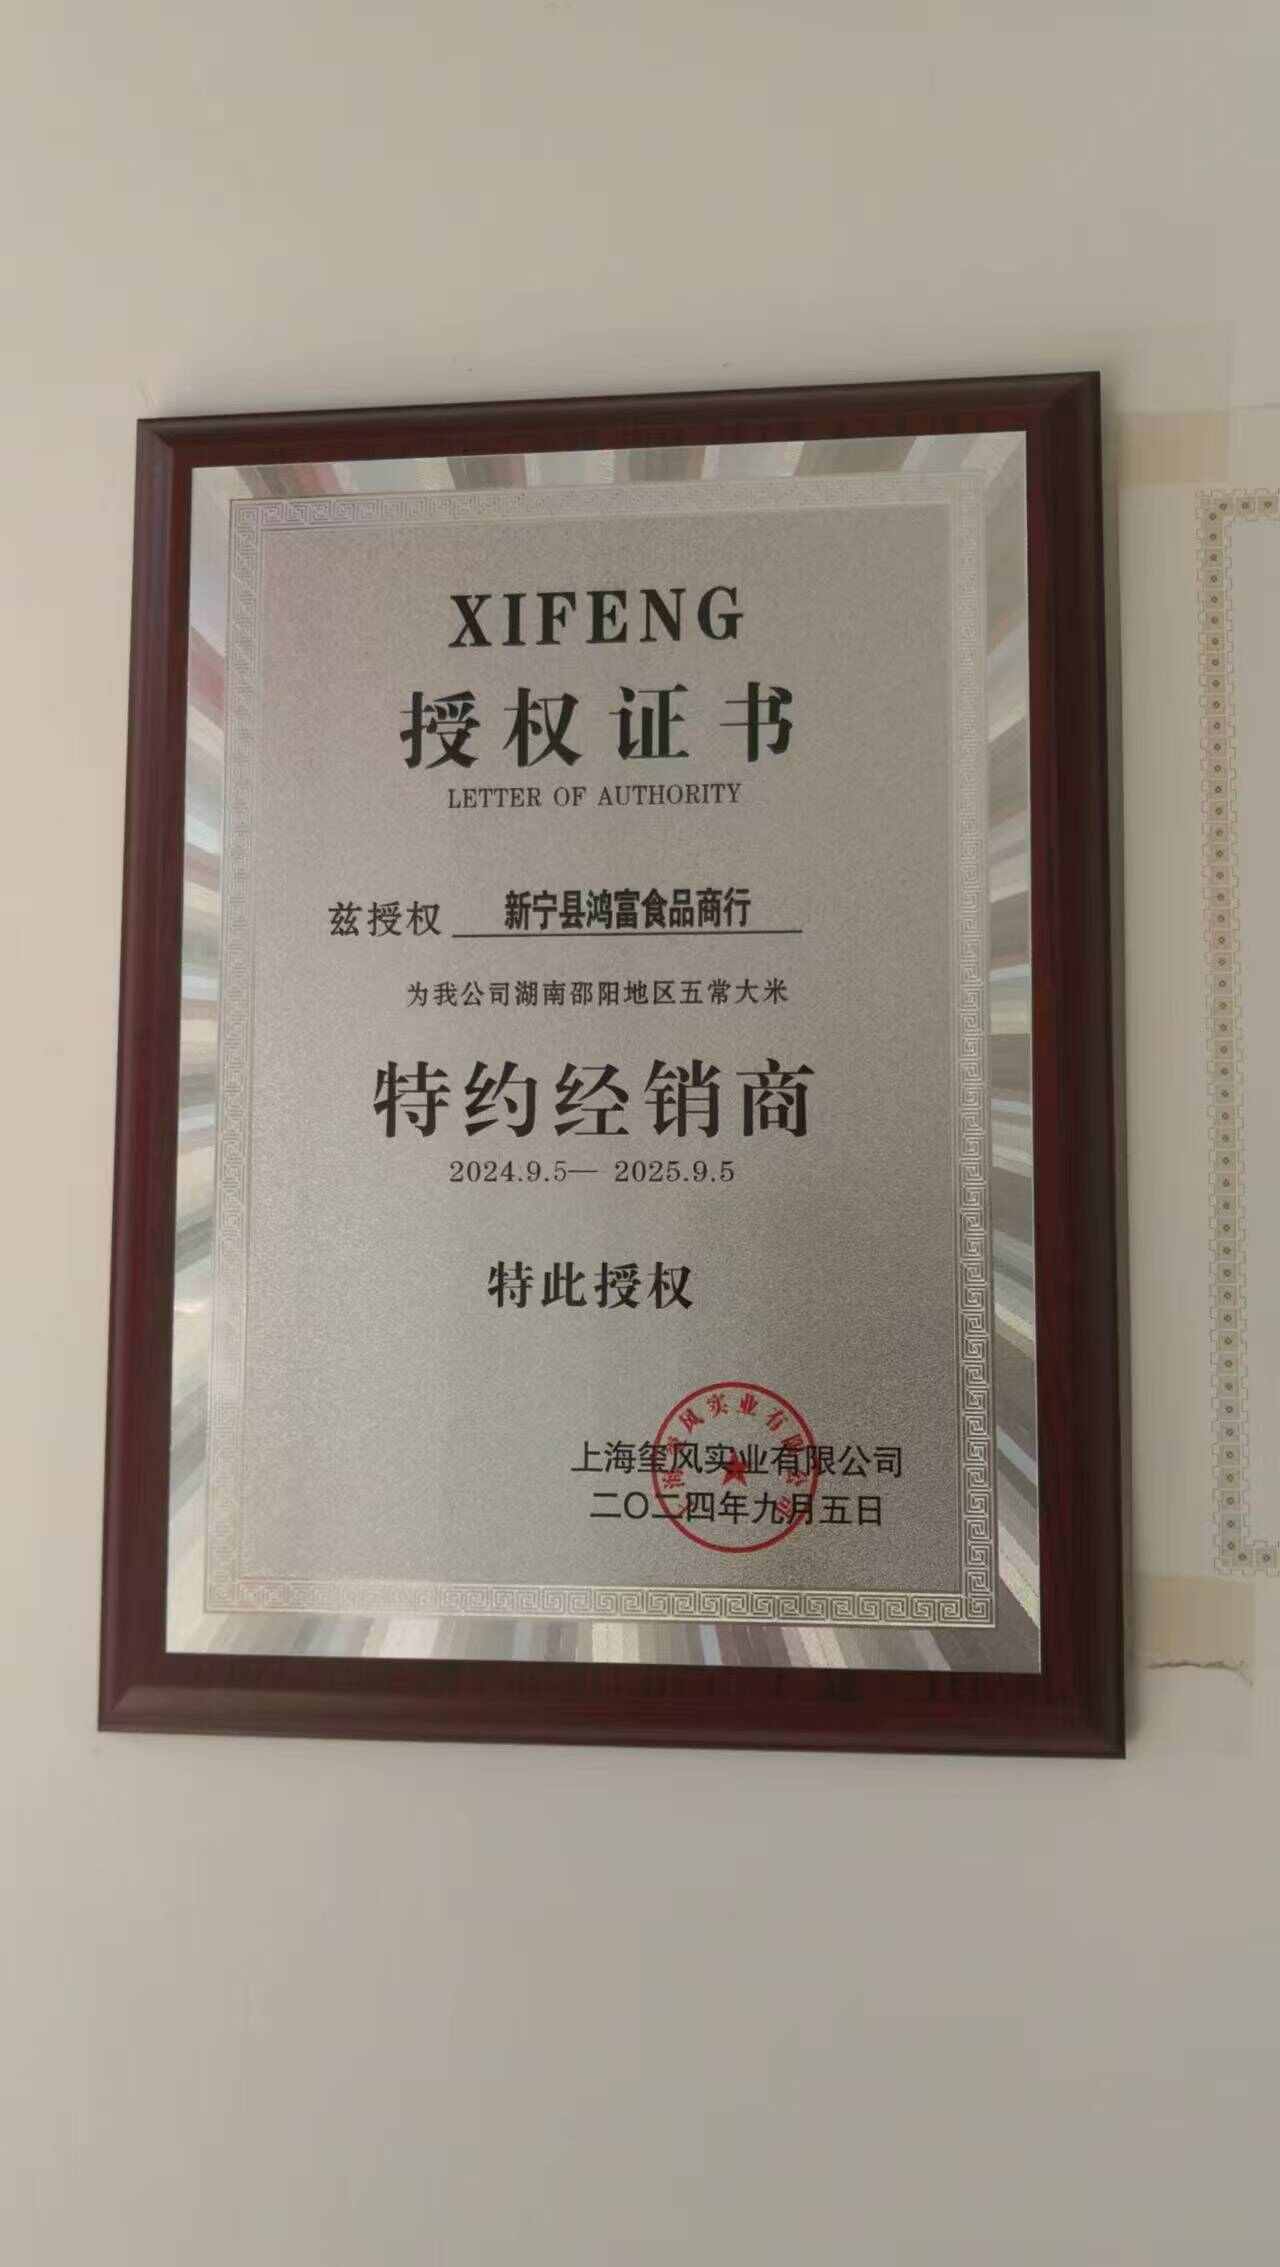 XIFENG
授权证书
LETTER OF AUTHORITY
兹授权 新宁县鸿富食品商行
为我公司湖南邵阳地区五常大米
特约经销商
2024.9.5— 2025.9.5
特此授权
上海玺风实业有限公司
二〇二四年九月五日